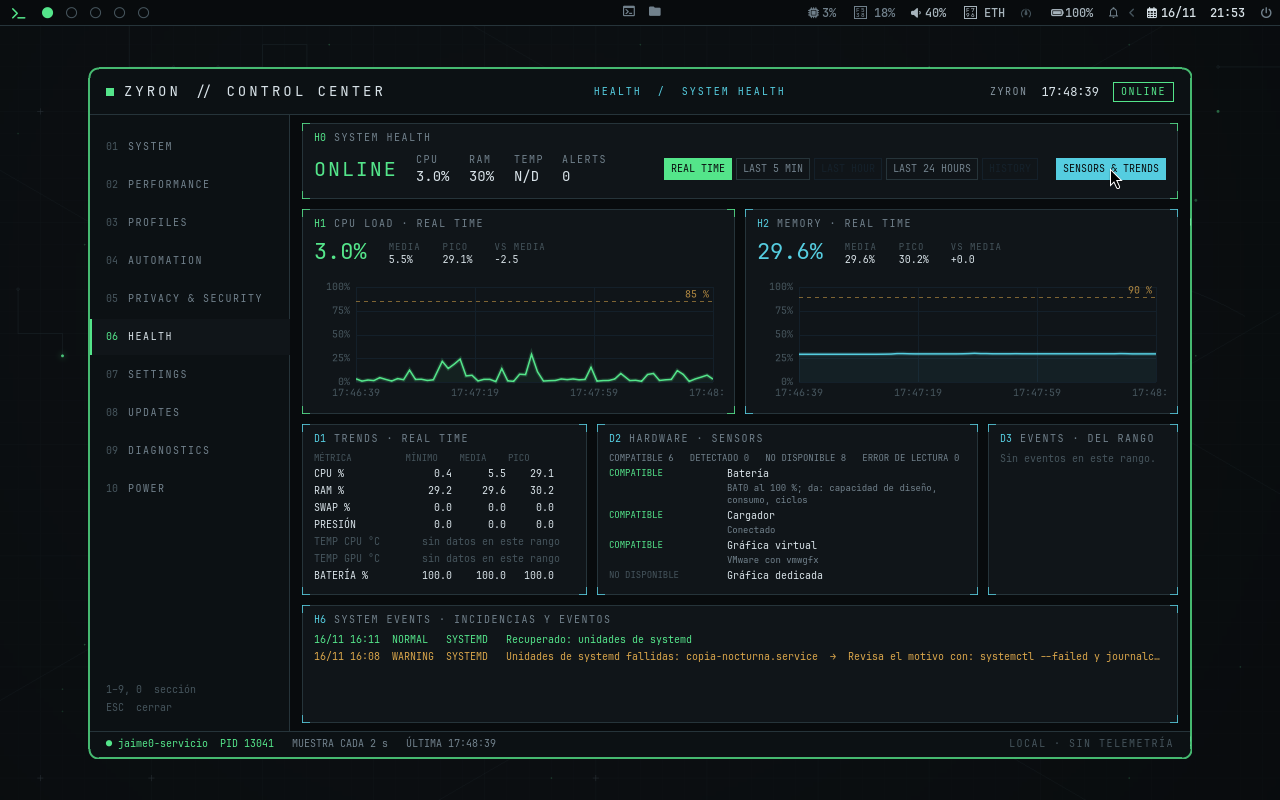 3% 18% 40% ETH 100% 16/11 21:53
ZYRON // CONTROL CENTER HEALTH / SYSTEM HEALTH ZYRON 17:48:39 ONLINE
01 SYSTEM
02 PERFORMANCE
03 PROFILES
04 AUTOMATION
05 PRIVACY & SECURITY
06 HEALTH
07 SETTINGS
08 UPDATES
09 DIAGNOSTICS
10 POWER
1-9, 0 sección
ESC cerrar
H0 SYSTEM HEALTH
ONLINE
CPU RAM TEMP ALERTS
3.0% 30% N/D 0
REAL TIME LAST 5 MIN LAST HOUR LAST 24 HOURS HISTORY SENSORS & TRENDS
H1 CPU LOAD · REAL TIME
3.0%
MEDIA PICO VS MEDIA
5.5% 29.1% -2.5
85 %
100%
75%
50%
25%
0%
17:46:39 17:47:19 17:47:59 17:48:
H2 MEMORY · REAL TIME
29.6%
MEDIA PICO VS MEDIA
29.6% 30.2% +0.0
90 %
100%
75%
50%
25%
0%
17:46:39 17:47:19 17:47:59 17:48:
D1 TRENDS · REAL TIME
MÉTRICA MÍNIMO MEDIA PICO
CPU % 0.4 5.5 29.1
RAM % 29.2 29.6 30.2
SWAP % 0.0 0.0 0.0
PRESIÓN 0.0 0.0 0.0
TEMP CPU °C sin datos en este rango
TEMP GPU °C sin datos en este rango
BATERÍA % 100.0 100.0 100.0
D2 HARDWARE · SENSORS
COMPATIBLE 6 DETECTADO 0 NO DISPONIBLE 8 ERROR DE LECTURA 0
COMPATIBLE Batería
BAT0 al 100 %; da: capacidad de diseño,
consumo, ciclos
COMPATIBLE Cargador
Conectado
COMPATIBLE Gráfica virtual
VMware con vmwgfx
NO DISPONIBLE Gráfica dedicada
D3 EVENTS · DEL RANGO
Sin eventos en este rango.
H6 SYSTEM EVENTS · INCIDENCIAS Y EVENTOS
16/11 16:11 NORMAL SYSTEMD Recuperado: unidades de systemd
16/11 16:08 WARNING SYSTEMD Unidades de systemd fallidas: copia-nocturna.service → Revisa el motivo con: systemctl --failed y journalc…
jaime0-servicio PID 13041 MUESTRA CADA 2 s ÚLTIMA 17:48:39 LOCAL · SIN TELEMETRÍA